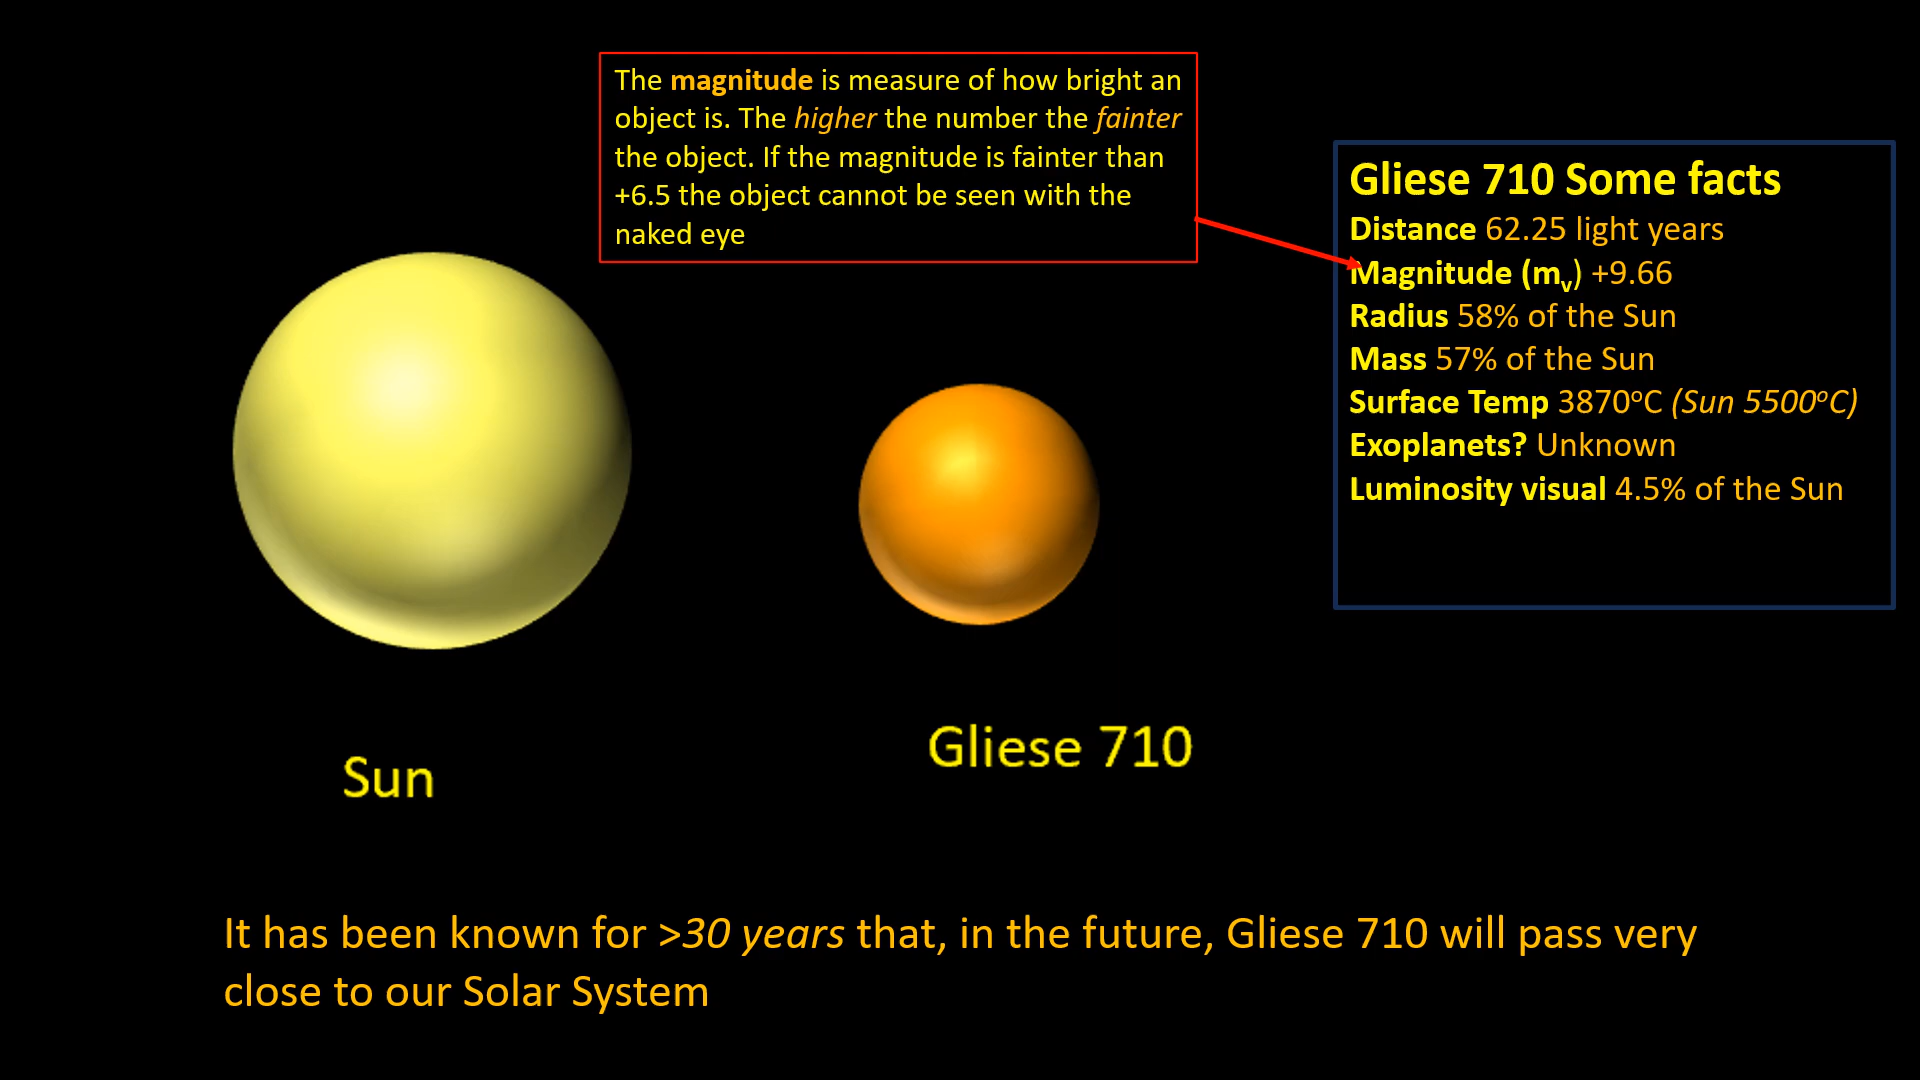 The magnitude is measure of how bright an
object is. The higher the number the fainter
the object. If the magnitude is fainter than
+6.5 the object cannot be seen with the
naked eye
Gliese 710 Some facts
Distance 62.25 light years
Magnitude (mv) +9.66
Radius 58% of the Sun
Mass 57% of the Sun
Surface Temp 3870ºC (Sun 5500ºC)
Exoplanets? Unknown
Luminosity visual 4.5% of the Sun
Sun
Gliese 710
It has been known for >30 years that, in the future, Gliese 710 will pass very
close to our Solar System